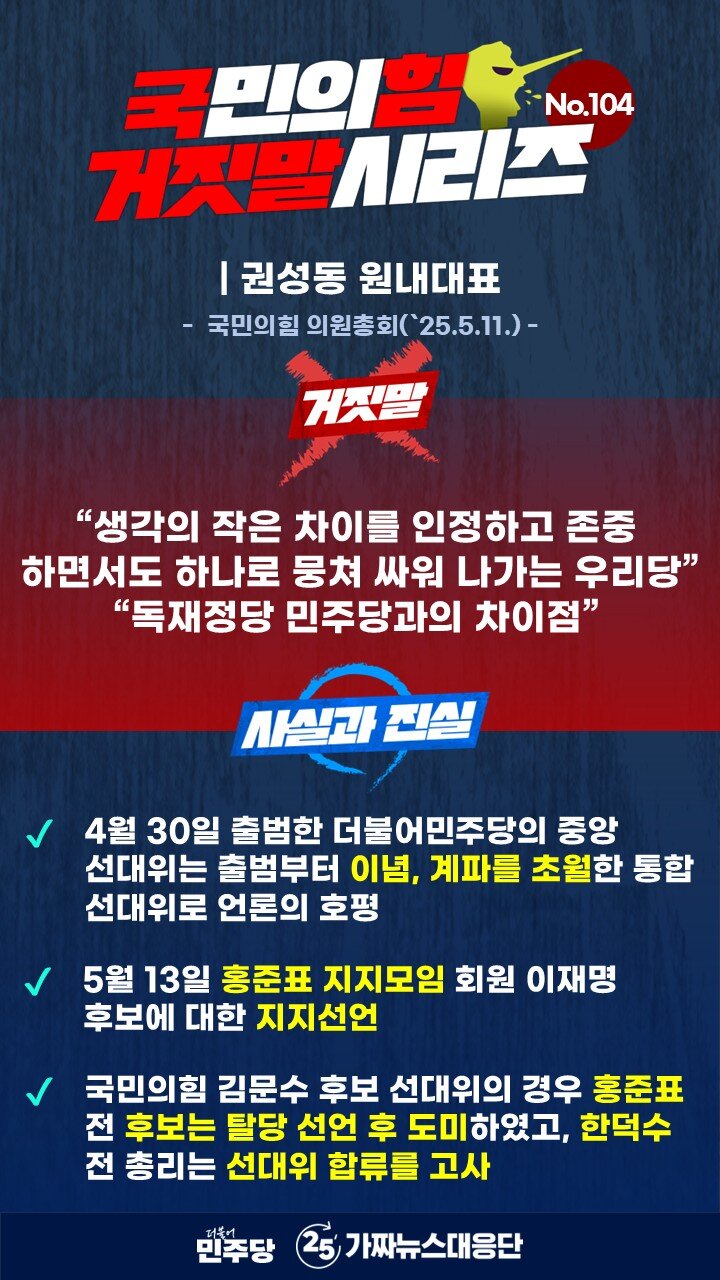 국민의힘
No.104
거짓말시리즈
| 권성동 원내대표
- 국민의힘 의원총회(`25.5.11.) -
거짓말
“생각의 작은 차이를 인정하고 존중
하면서도 하나로 뭉쳐 싸워 나가는 우리당”
“독재정당 민주당과의 차이점”
사실과 진실
✓ 4월 30일 출범한 더불어민주당의 중앙
선대위는 출범부터 이념, 계파를 초월한 통합
선대위로 언론의 호평
✓ 5월 13일 홍준표 지지모임 회원 이재명
후보에 대한 지지선언
✓ 국민의힘 김문수 후보 선대위의 경우 홍준표
전 후보는 탈당 선언 후 도미하였고, 한덕수
전 총리는 선대위 합류를 고사
더불어
민주당 25 가짜뉴스대응단